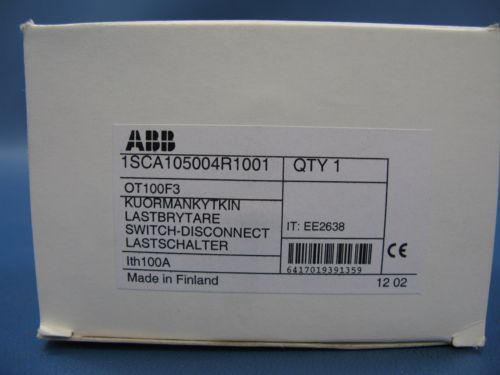 ABB
1SCA105004R1001 QTY 1
OT100F3
KUORMANKYTKIN
LASTBRYTARE
SWITCH-DISCONNECT
LASTSCHALTER
IT: EE2638
Ith100A
6417019391359
CE
Made in Finland 12 02